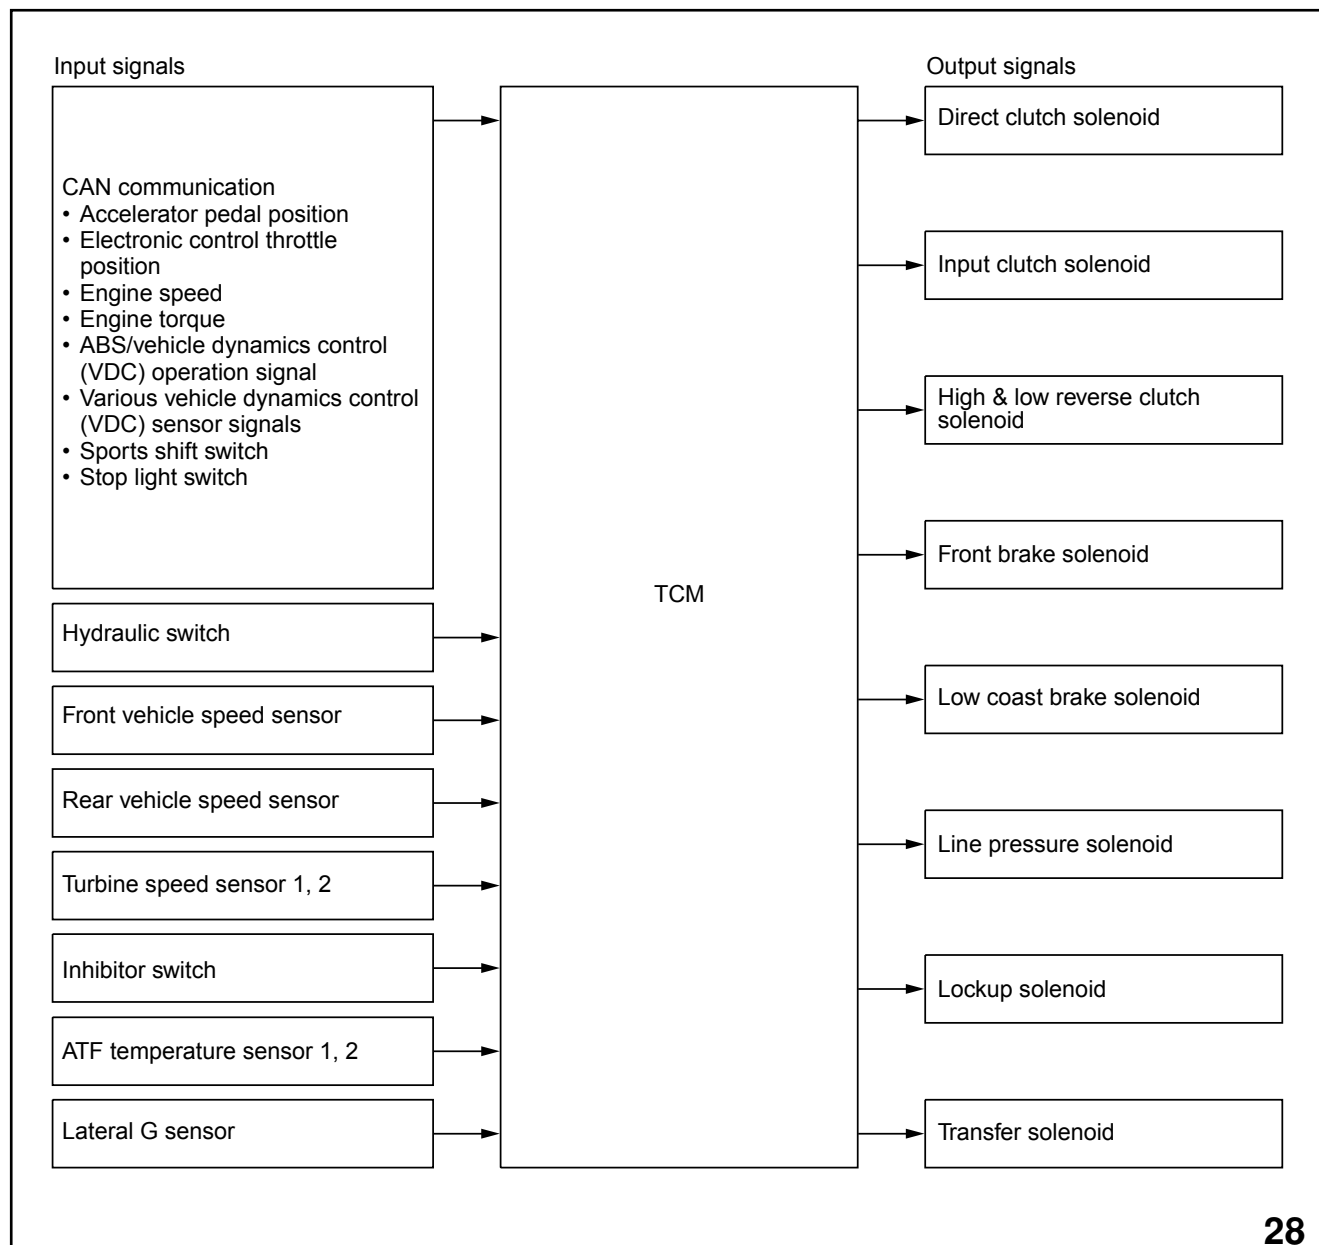 Input signals
CAN communication
• Accelerator pedal position
• Electronic control throttle
position
• Engine speed
• Engine torque
• ABS/vehicle dynamics control
(VDC) operation signal
• Various vehicle dynamics control
(VDC) sensor signals
• Sports shift switch
• Stop light switch
Hydraulic switch
Front vehicle speed sensor
Rear vehicle speed sensor
Turbine speed sensor 1, 2
Inhibitor switch
ATF temperature sensor 1, 2
Lateral G sensor
TCM
Output signals
Direct clutch solenoid
Input clutch solenoid
High & low reverse clutch
solenoid
Front brake solenoid
Low coast brake solenoid
Line pressure solenoid
Lockup solenoid
Transfer solenoid
28